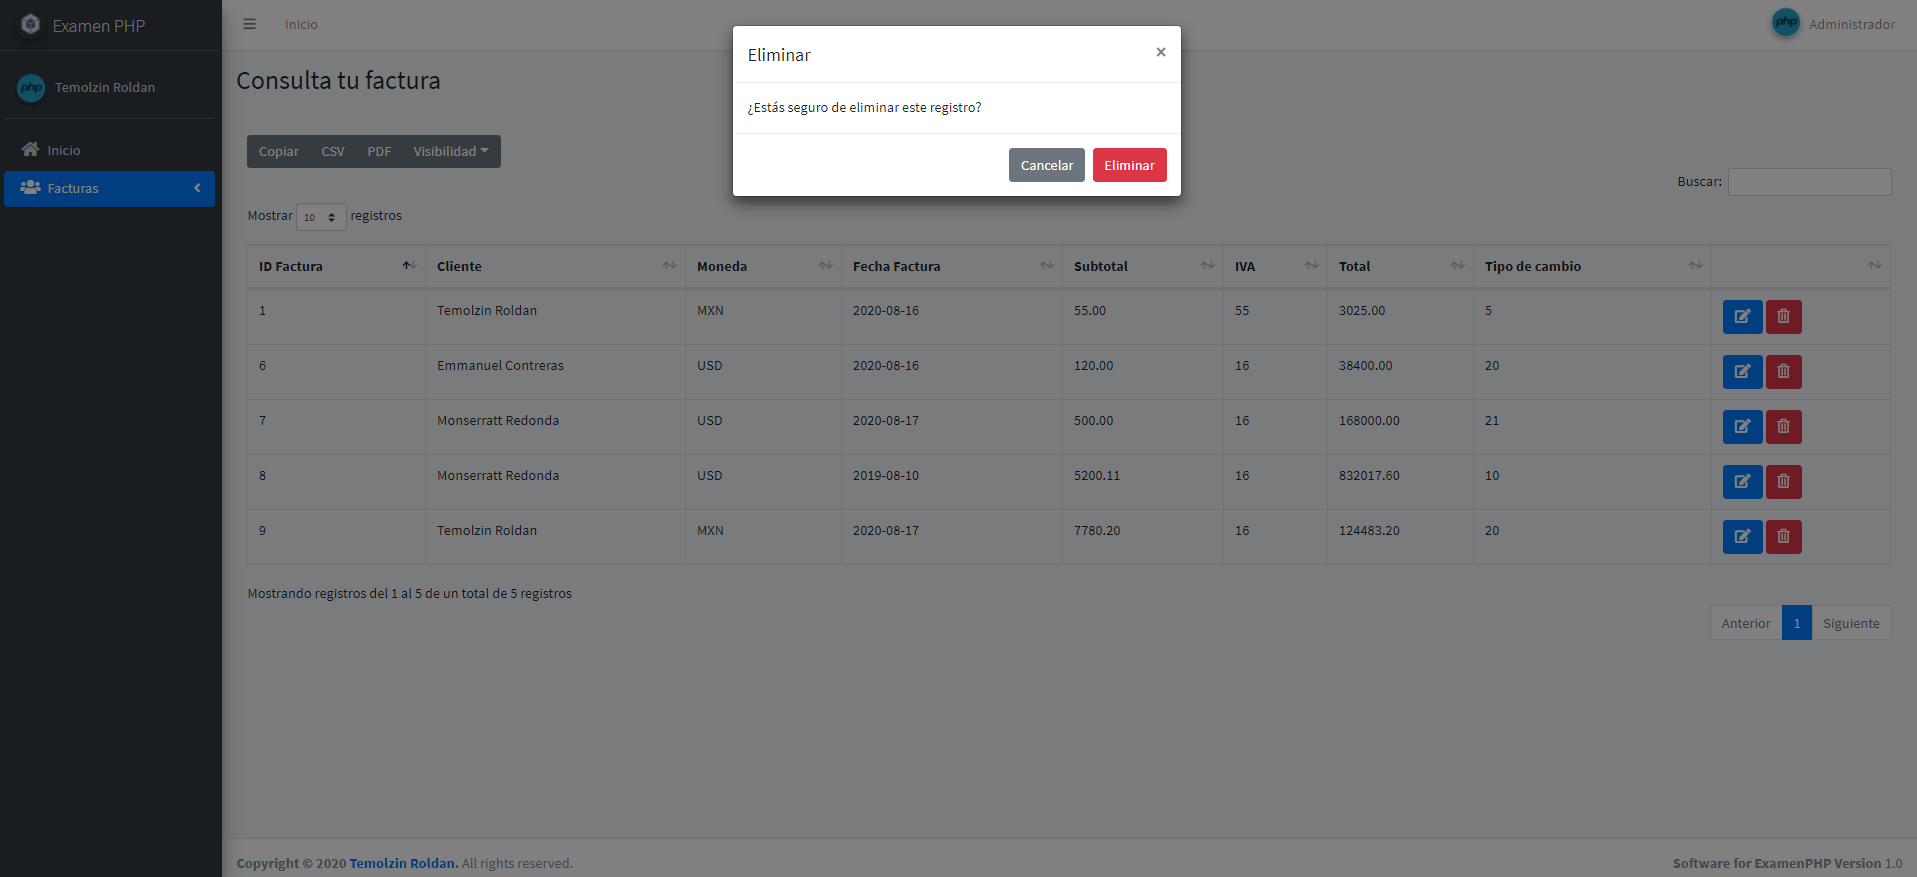 Examen PHP
Inicio
php Administrador
php Temolzin Roldan
Inicio
Facturas
Consulta tu factura
Eliminar ×
¿Estás seguro de eliminar este registro?
Cancelar Eliminar
Copiar CSV PDF Visibilidad
Buscar:
Mostrar 10 registros
ID Factura Cliente Moneda Fecha Factura Subtotal IVA Total Tipo de cambio
1 Temolzin Roldan MXN 2020-08-16 55.00 55 3025.00 5
6 Emmanuel Contreras USD 2020-08-16 120.00 16 38400.00 20
7 Monserratt Redonda USD 2020-08-17 500.00 16 168000.00 21
8 Monserratt Redonda USD 2019-08-10 5200.11 16 832017.60 10
9 Temolzin Roldan MXN 2020-08-17 7780.20 16 124483.20 20
Mostrando registros del 1 al 5 de un total de 5 registros
Anterior 1 Siguiente
Copyright © 2020 Temolzin Roldan. All rights reserved.
Software for ExamenPHP Version 1.0